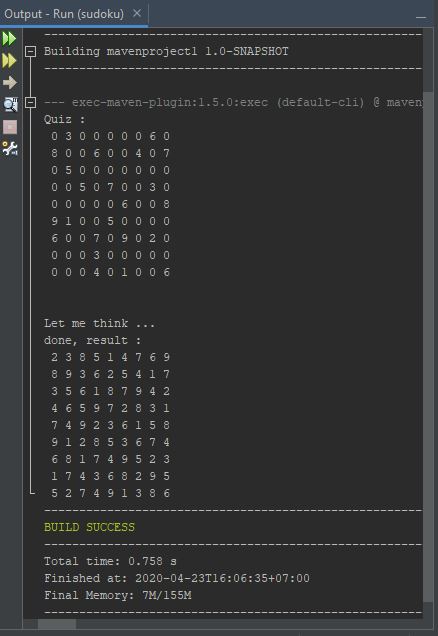 Output - Run (sudoku)
Building mavenproject1 1.0-SNAPSHOT
--- exec-maven-plugin:1.5.0:exec (default-cli) @ maven
Quiz :
0 3 0 0 0 0 0 6 0
8 0 0 6 0 0 4 0 7
0 5 0 0 0 0 0 0 0
0 0 5 0 7 0 0 3 0
0 0 0 0 0 6 0 0 8
9 1 0 0 5 0 0 0 0
6 0 0 7 0 9 0 2 0
0 0 0 3 0 0 0 0 0
0 0 0 4 0 1 0 0 6
Let me think ...
done, result :
2 3 8 5 1 4 7 6 9
8 9 3 6 2 5 4 1 7
3 5 6 1 8 7 9 4 2
4 6 5 9 7 2 8 3 1
7 4 9 2 3 6 1 5 8
9 1 2 8 5 3 6 7 4
6 8 1 7 4 9 5 2 3
1 7 4 3 6 8 2 9 5
5 2 7 4 9 1 3 8 6
BUILD SUCCESS
Total time: 0.758 s
Finished at: 2020-04-23T16:06:35+07:00
Final Memory: 7M/155M